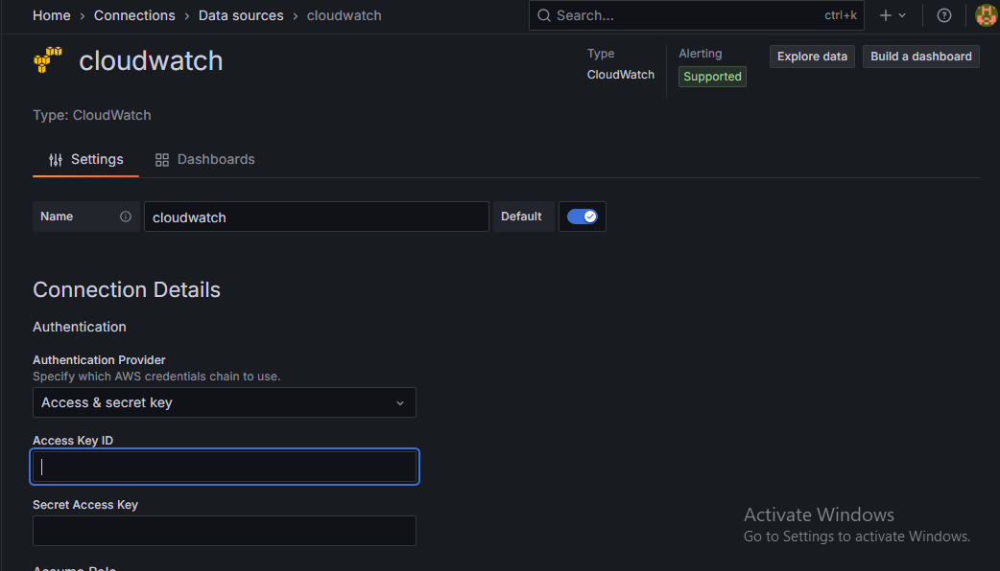 Home › Connections › Data sources › cloudwatch
Search... ctrl+k
cloudwatch
Type
CloudWatch
Alerting
Supported
Explore data
Build a dashboard
Type: CloudWatch
Settings
Dashboards
Name
cloudwatch
Default
Connection Details
Authentication
Authentication Provider
Specify which AWS credentials chain to use.
Access & secret key
Access Key ID
Secret Access Key
Activate Windows
Go to Settings to activate Windows.
Assume Role